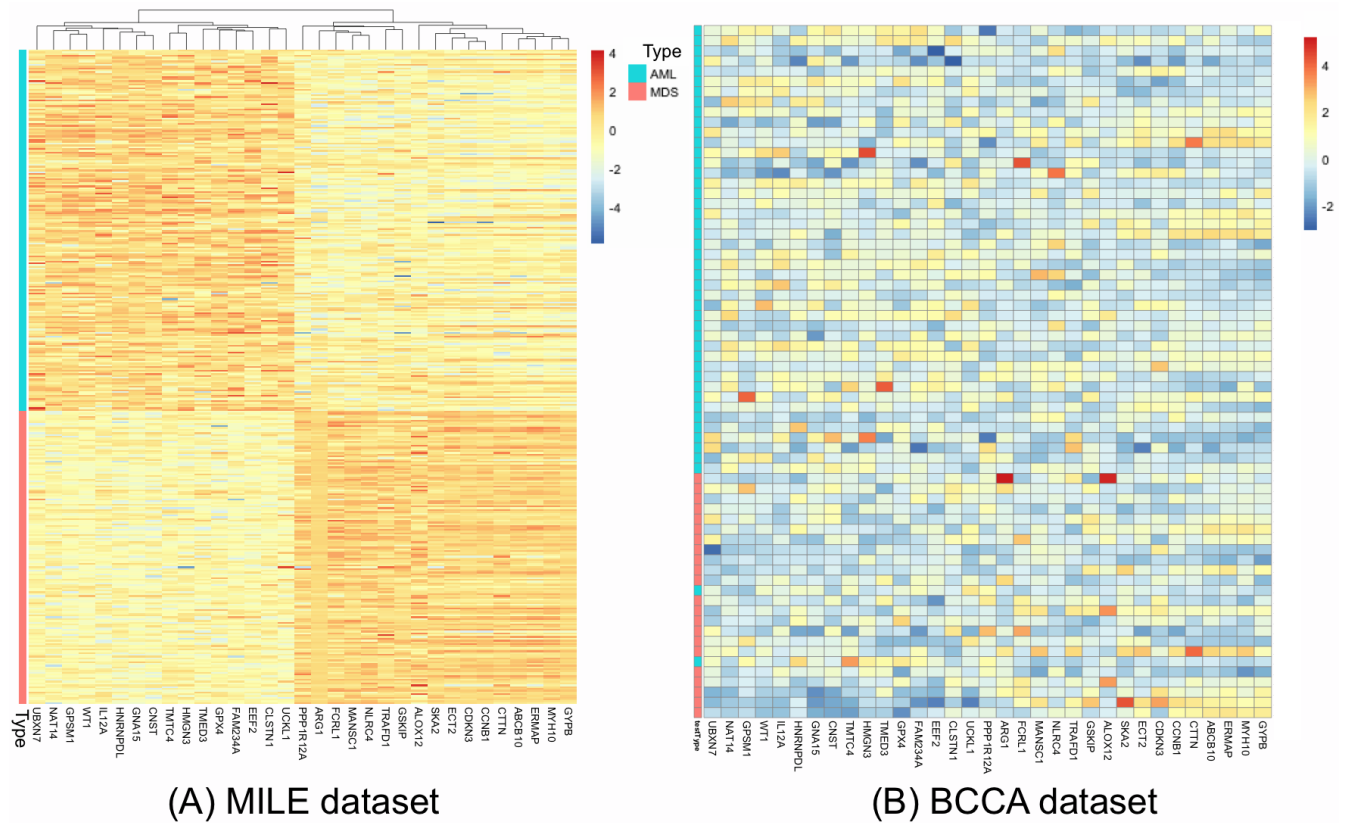 Type
AML
MDS
4
2
0
-2
-4
4
2
0
-2
Type
UBXN7
NAT14
GPSM1
WT1
IL12A
HNRNPDL
GNA15
CNST
TMTC4
HMGN3
TMED3
GPX4
FAM234A
EEF2
CLSTN1
UCKL1
PPP1R12A
ARG1
FCRL1
MANSC1
NLRC4
TRAFD1
GSKIP
ALOX12
SKA2
ECT2
CDKN3
CCNB1
CTTN
ABCB10
ERMAP
MYH10
GYPB
testType
UBXN7
NAT14
GPSM1
WT1
IL12A
HNRNPDL
GNA15
CNST
TMTC4
HMGN3
TMED3
GPX4
FAM234A
EEF2
CLSTN1
UCKL1
PPP1R12A
ARG1
FCRL1
MANSC1
NLRC4
TRAFD1
GSKIP
ALOX12
SKA2
ECT2
CDKN3
CCNB1
CTTN
ABCB10
ERMAP
MYH10
GYPB
(A) MILE dataset
(B) BCCA dataset